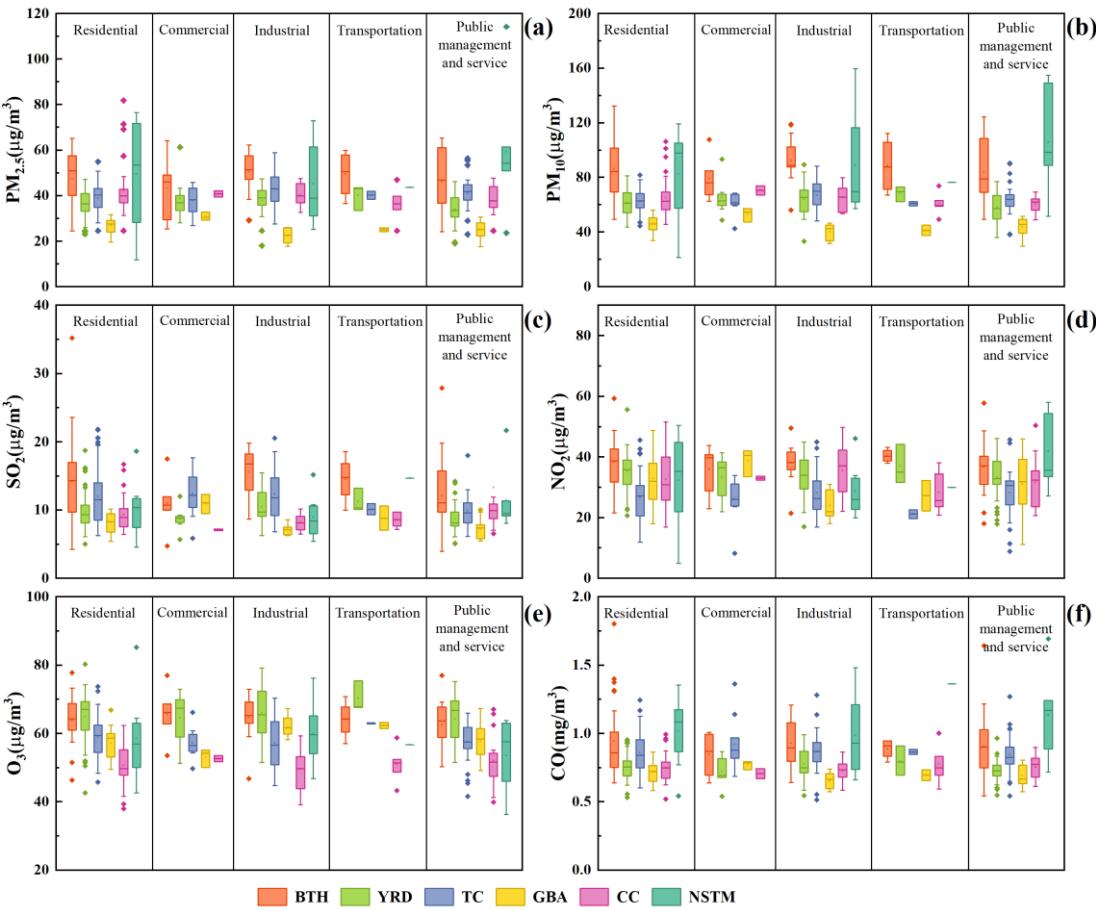 120
100
80
60
40
20
0
PM2.5(μg/m³)
Residential
Commercial
Industrial
Transportation
Public
management
and service
(a)
200
160
120
80
40
0
PM10(μg/m³)
Residential
Commercial
Industrial
Transportation
Public
management
and service
(b)
40
30
20
10
0
SO2(μg/m³)
Residential
Commercial
Industrial
Transportation
Public
management
and service
(c)
80
60
40
20
0
NO2(μg/m³)
Residential
Commercial
Industrial
Transportation
Public
management
and service
(d)
100
80
60
40
20
O3(μg/m³)
Residential
Commercial
Industrial
Transportation
Public
management
and service
(e)
2.0
1.5
1.0
0.5
0.0
CO(mg/m³)
Residential
Commercial
Industrial
Transportation
Public
management
and service
(f)
BTH YRD TC GBA CC NSTM